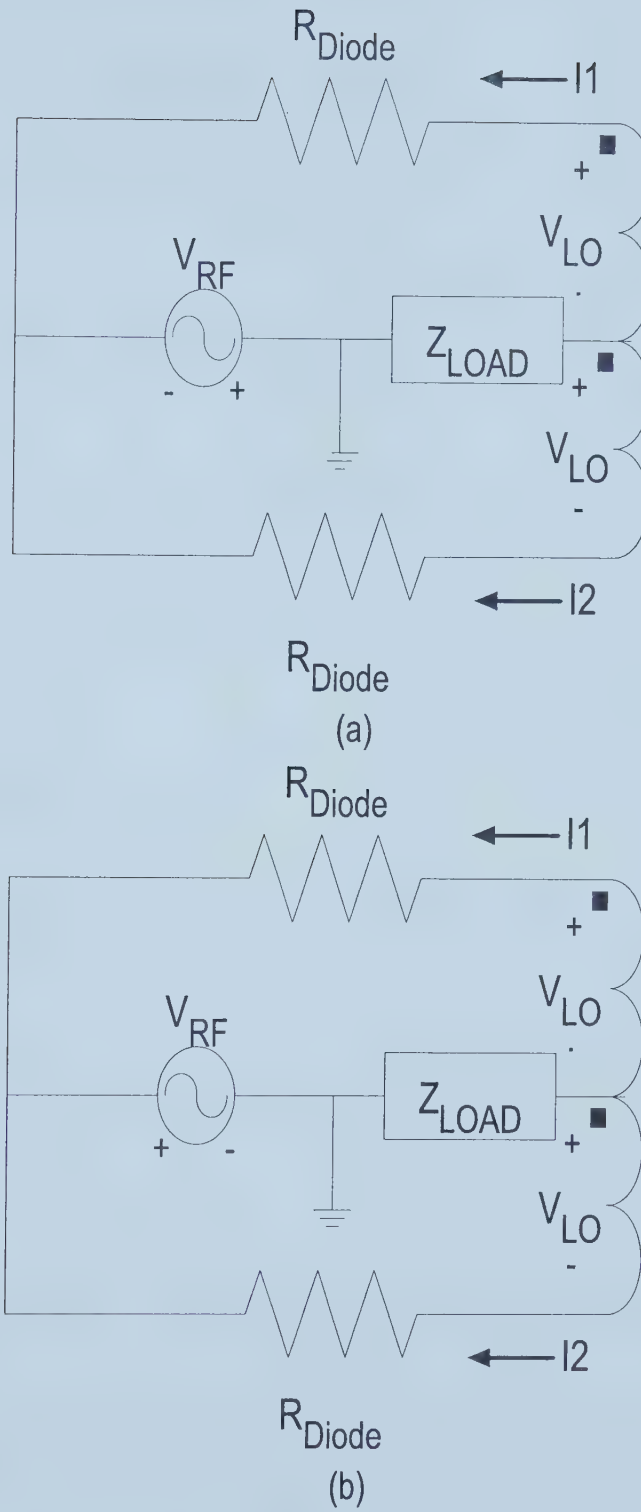 R_Diode
I1
+
V_LO
V_RF
-
Z_LOAD
- +
+
V_LO
-
I2
R_Diode
(a)
R_Diode
I1
+
V_LO
V_RF
-
Z_LOAD
+ -
+
V_LO
-
I2
R_Diode
(b)